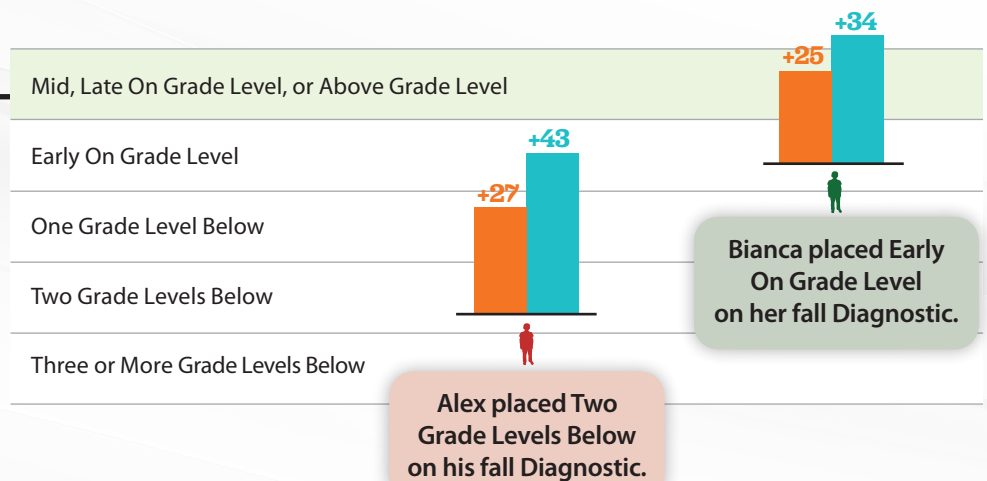 +34
+25
Mid, Late On Grade Level, or Above Grade Level
+43
Early On Grade Level
+27
One Grade Level Below
Two Grade Levels Below
Three or More Grade Levels Below
Bianca placed Early
On Grade Level
on her fall Diagnostic.
Alex placed Two
Grade Levels Below
on his fall Diagnostic.